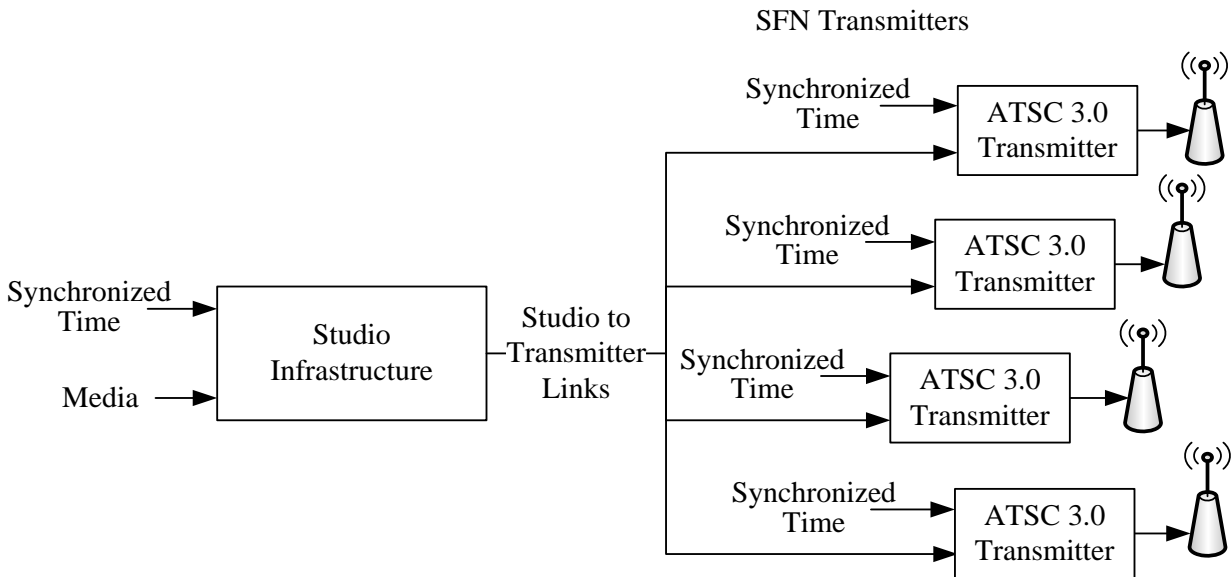 SFN Transmitters
Synchronized
Time
ATSC 3.0
Transmitter
Synchronized
Time
ATSC 3.0
Transmitter
Synchronized
Time
Media
Studio
Infrastructure
Studio to
Transmitter
Links
Synchronized
Time
ATSC 3.0
Transmitter
Synchronized
Time
ATSC 3.0
Transmitter